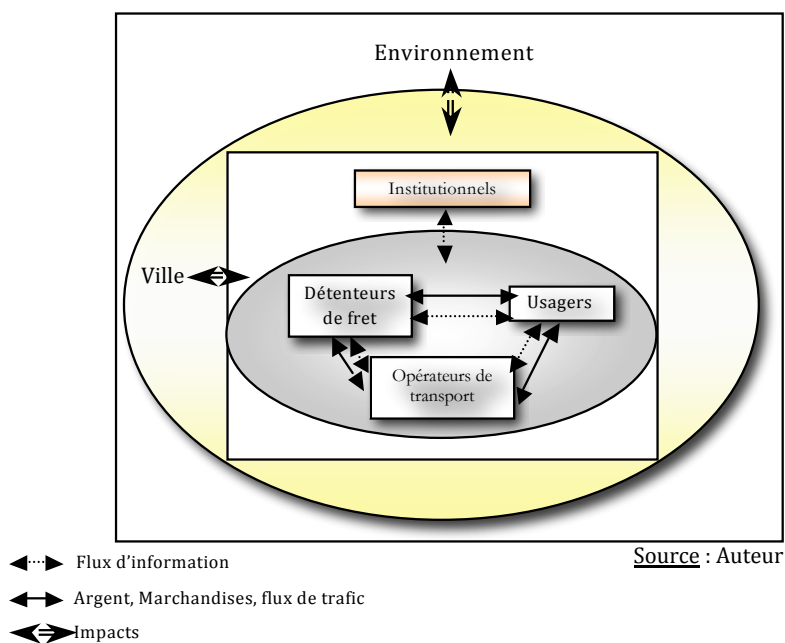 Environnement
Institutionnels
Ville
Détenteurs
de fret
Usagers
Opérateurs de
transport
Source : Auteur
Flux d’information
Argent, Marchandises, flux de trafic
Impacts